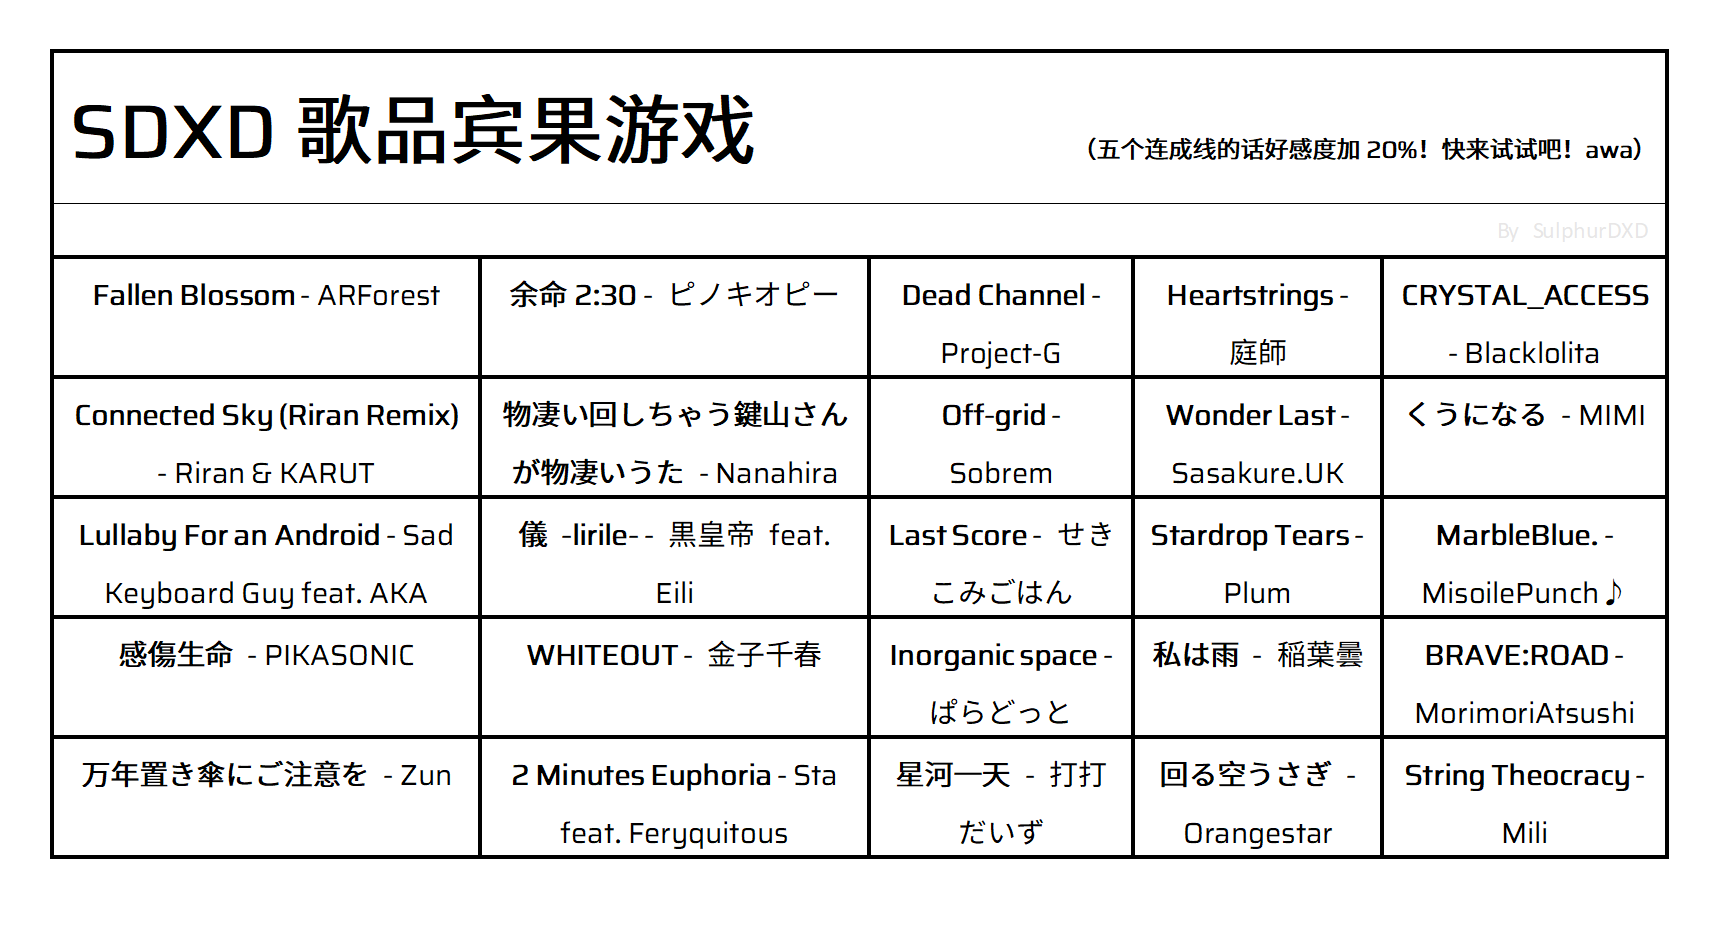 SDXD 歌品宾果游戏
（五个连成线的话好感度加 20%！快来试试吧！awa）
By SulphurDXD
Fallen Blossom - ARForest
余命 2:30 - ピノキオピー
Dead Channel -
Project-G
Heartstrings -
庭師
CRYSTAL_ACCESS
- Blacklolita
Connected Sky (Riran Remix)
- Riran & KARUT
物凄い回しちゃう鍵山さん
が物凄いうた - Nanahira
Off-grid -
Sobrem
Wonder Last -
Sasakure.UK
くうになる - MIMI
Lullaby For an Android - Sad
Keyboard Guy feat. AKA
儀 -lirile- - 黒皇帝 feat.
Eili
Last Score - せき
こみごはん
Stardrop Tears -
Plum
MarbleBlue. -
MisoilePunch♪
感傷生命 - PIKASONIC
WHITEOUT - 金子千春
Inorganic space -
ぱらどっと
私は雨 - 稲葉曇
BRAVE:ROAD -
MorimoriAtsushi
万年置き傘にご注意を - Zun
2 Minutes Euphoria - Sta
feat. Feryquitous
星河一天 - 打打
だいず
回る空うさぎ -
Orangestar
String Theocracy -
Mili